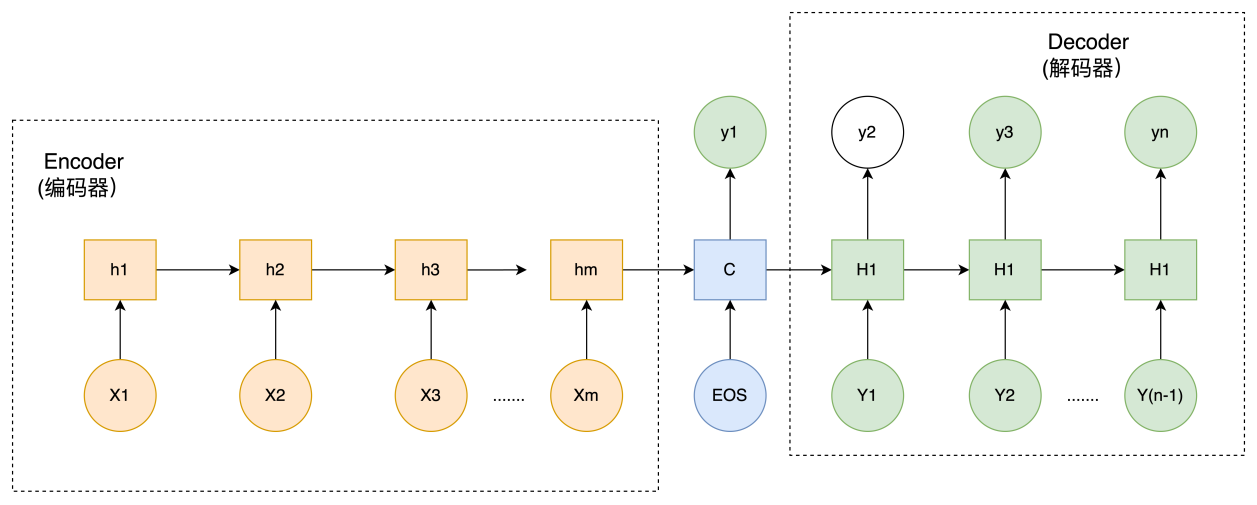 Decoder
(解码器）
y1
y2
y3
yn
Encoder
(编码器）
h1
h2
h3
hm
C
H1
H1
H1
X1
X2
X3
.......
Xm
EOS
Y1
Y2
.......
Y(n-1)